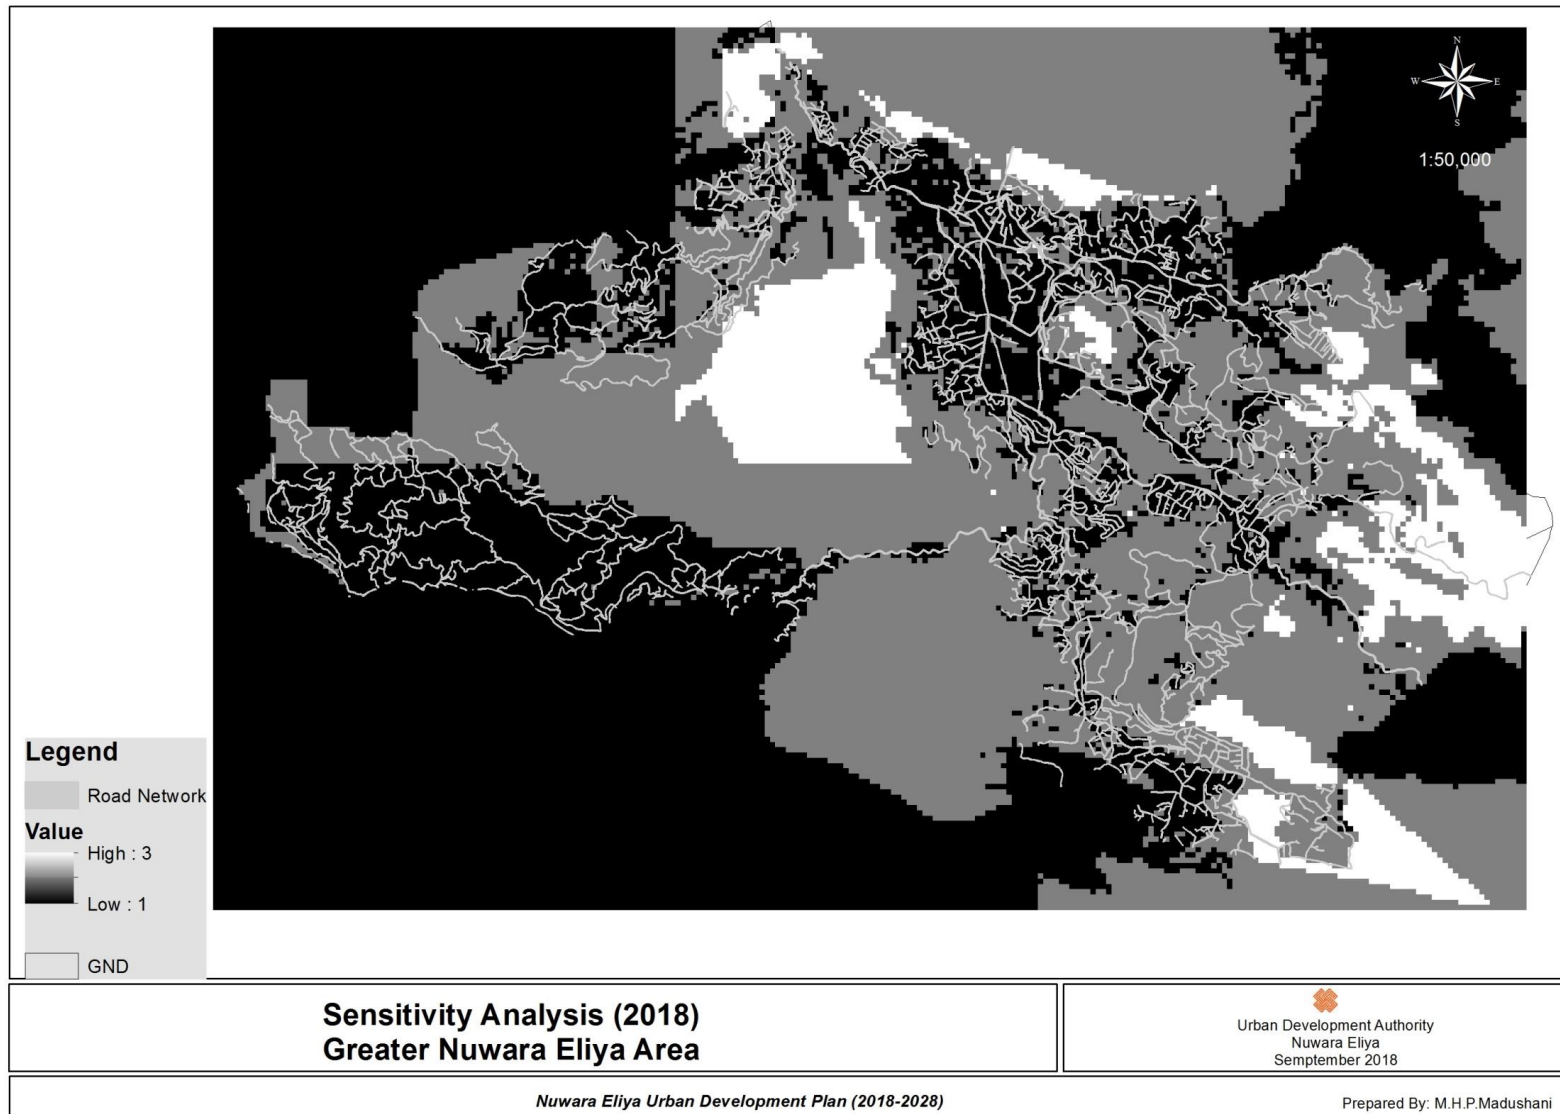 N
W
E
S
1:50,000
Legend
Road Network
Value
High : 3
Low : 1
GND
Sensitivity Analysis (2018)
Greater Nuwara Eliya Area
Urban Development Authority
Nuwara Eliya
Semptember 2018
Nuwara Eliya Urban Development Plan (2018-2028)
Prepared By: M.H.P.Madushani